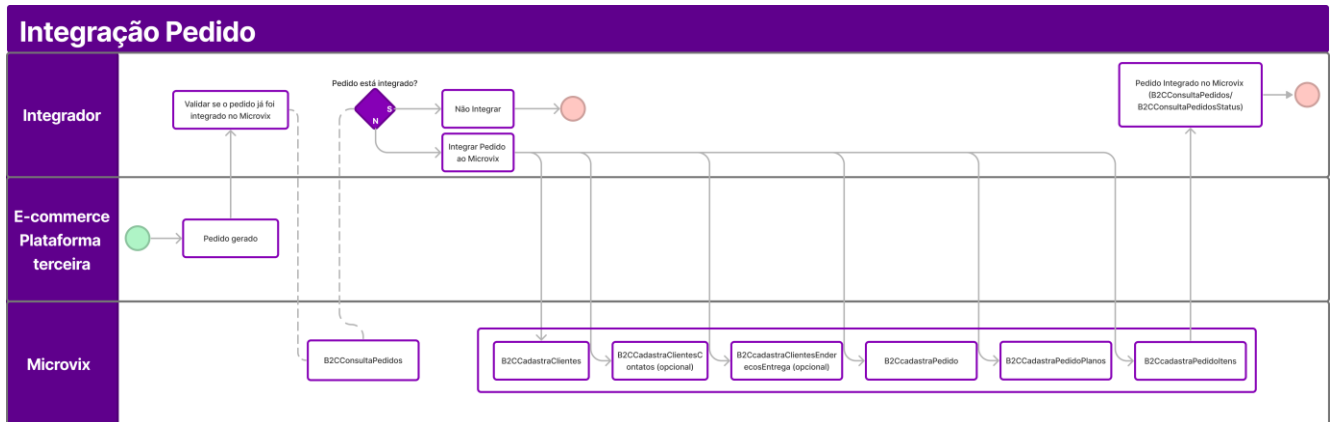 Integração Pedido
Integrador
Validar se o pedido já foi
integrado no Microvix
Pedido está integrado?
S
N
Não Integrar
Integrar Pedido
ao Microvix
Pedido Integrado no Microvix
(B2CConsultaPedidos/
B2CConsultaPedidosStatus)
E-commerce
Plataforma
terceira
Pedido gerado
Microvix
B2CConsultaPedidos
B2CCadastraClientes
B2CCadastraClientesC
ontatos (opcional)
B2CcadastraClientesEnder
ecosEntrega (opcional)
B2CcadastraPedido
B2CCadastraPedidoPlanos
B2CcadastraPedidoItens